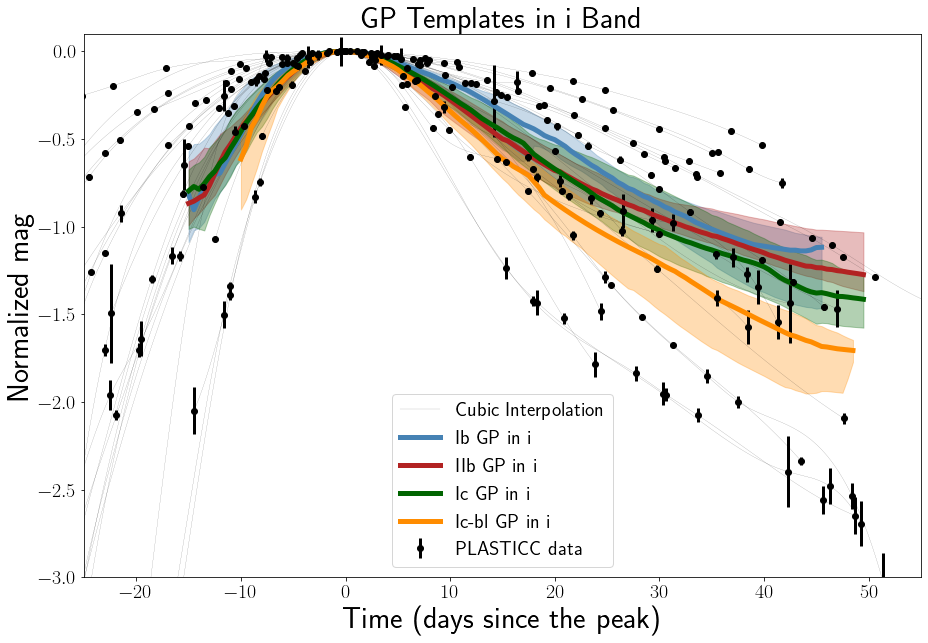 GP Templates in i Band
Normalized mag
0.0
−0.5
−1.0
−1.5
−2.0
−2.5
−3.0
Cubic Interpolation
Ib GP in i
IIb GP in i
Ic GP in i
Ic-bl GP in i
PLASTICC data
−20 −10 0 10 20 30 40 50
Time (days since the peak)